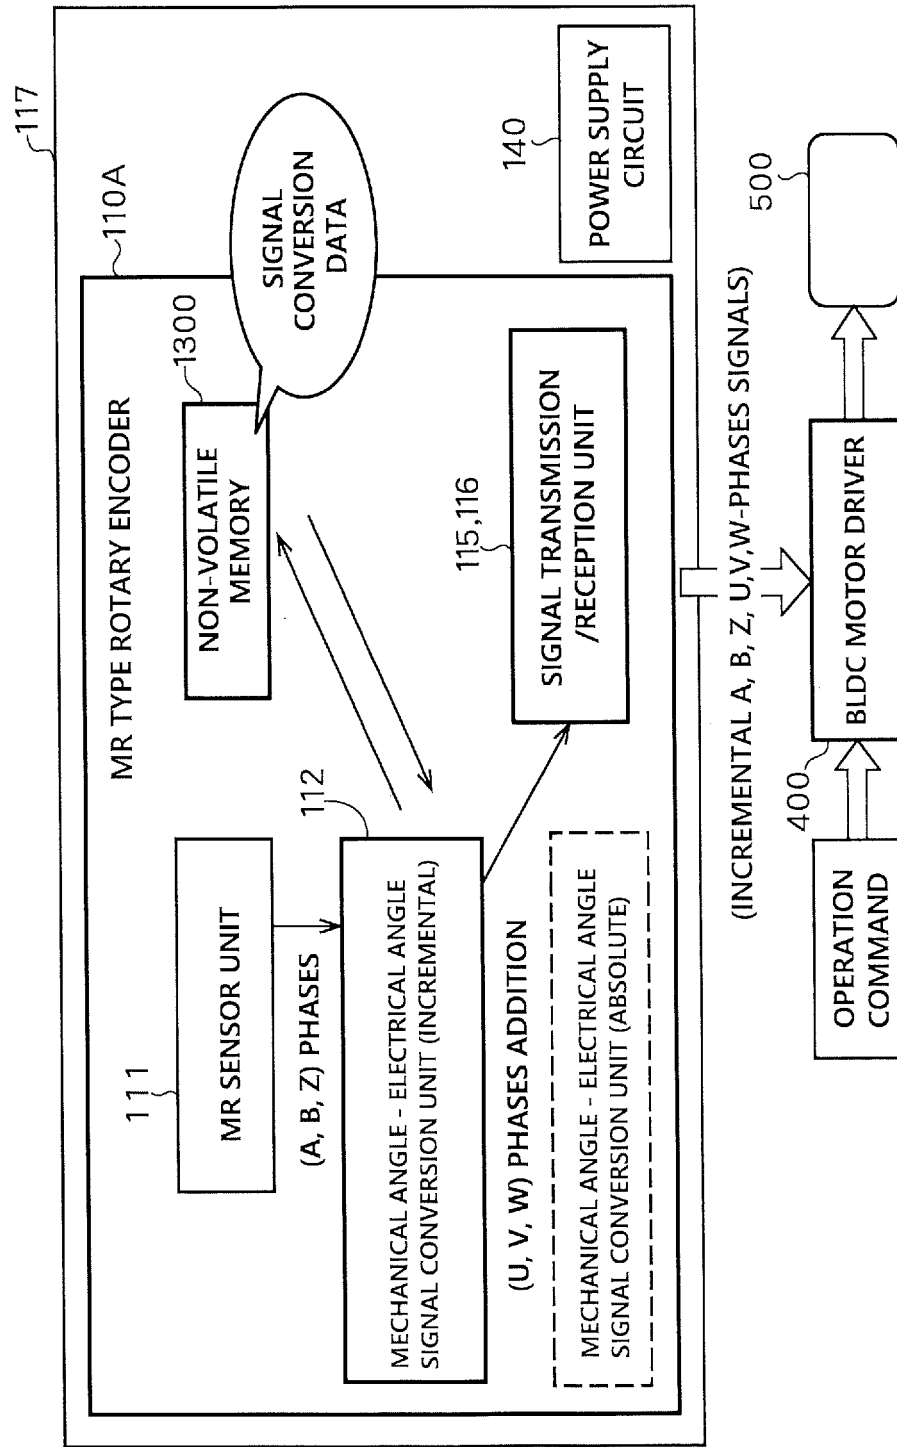 117
110A
MR TYPE ROTARY ENCODER
111
MR SENSOR UNIT
(A, B, Z) PHASES
112
MECHANICAL ANGLE - ELECTRICAL ANGLE
SIGNAL CONVERSION UNIT (INCREMENTAL)
(U, V, W) PHASES ADDITION
MECHANICAL ANGLE - ELECTRICAL ANGLE
SIGNAL CONVERSION UNIT (ABSOLUTE)
1300
NON-VOLATILE
MEMORY
SIGNAL
CONVERSION
DATA
115,116
SIGNAL TRANSMISSION
/RECEPTION UNIT
140
POWER SUPPLY
CIRCUIT
(INCREMENTAL A, B, Z, U,V,W-PHASES SIGNALS)
OPERATION
COMMAND
400
BLDC MOTOR DRIVER
500